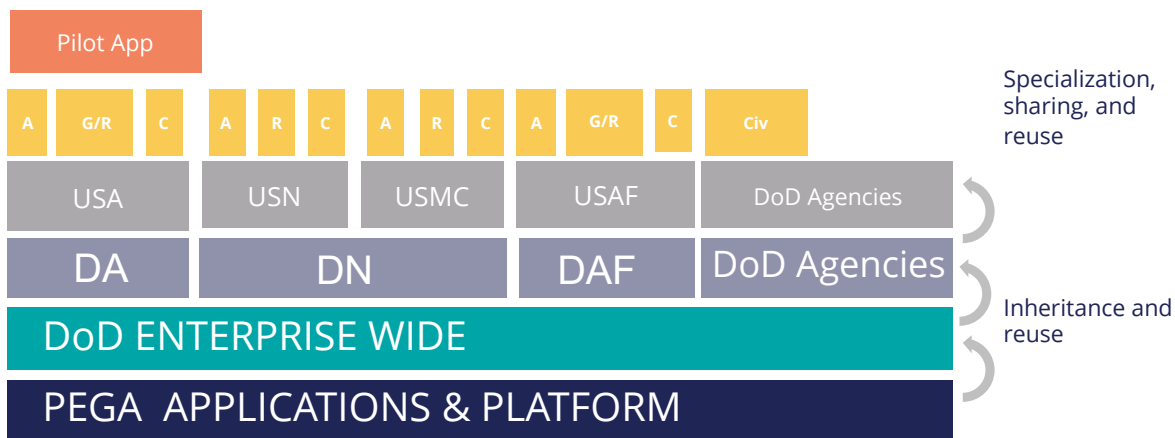 Pilot App
Specialization,
sharing, and
reuse
A G/R C A R C A R C A G/R C Civ
USA USN USMC USAF DoD Agencies
DA DN DAF DoD Agencies
Inheritance and
reuse
DoD ENTERPRISE WIDE
PEGA APPLICATIONS & PLATFORM